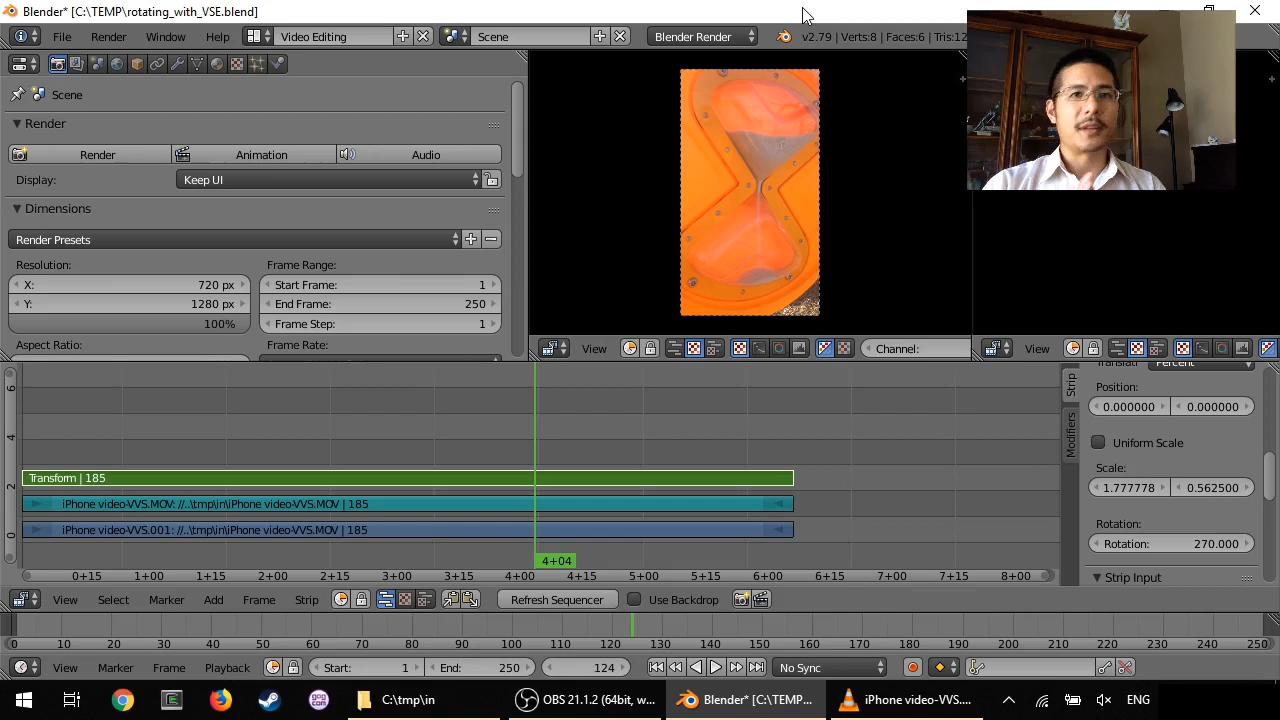 Blender* [C:\TEMP\rotating_with_VSE.blend]
File Render Window Help Video Editing Scene Blender Render v2.79 | Verts:8 | Faces:6 | Tris:12
Scene
Render
Render Animation Audio
Display: Keep UI
Dimensions
Render Presets
Resolution: Frame Range:
X: 720 px Start Frame: 1
Y: 1280 px End Frame: 250
100% Frame Step: 1
Aspect Ratio: Frame Rate:
View Channel: View
6
4
2
0
Transform | 185
iPhone video-VVS.MOV: //..\tmp\in\iPhone video-VVS.MOV | 185
iPhone video-VVS.001: //..\tmp\in\iPhone video-VVS.MOV | 185
4+04
0+15 1+00 1+15 2+00 2+15 3+00 3+15 4+00 4+15 5+00 5+15 6+00 6+15 7+00 7+15 8+00
Strip
Modifiers
Percent
Position:
0.000000 0.000000
Uniform Scale
Scale:
1.777778 0.562500
Rotation:
Rotation: 270.000
Strip Input
View Select Marker Add Frame Strip Refresh Sequencer Use Backdrop
0 10 20 30 40 50 60 70 80 90 100 110 120 130 140 150 160 170 180 190 200 210 220 230 240 250
View Marker Frame Playback Start: 1 End: 250 124 No Sync
C:\tmp\in OBS 21.1.2 (64bit, w... Blender* [C:\TEMP... iPhone video-VVS.... ENG